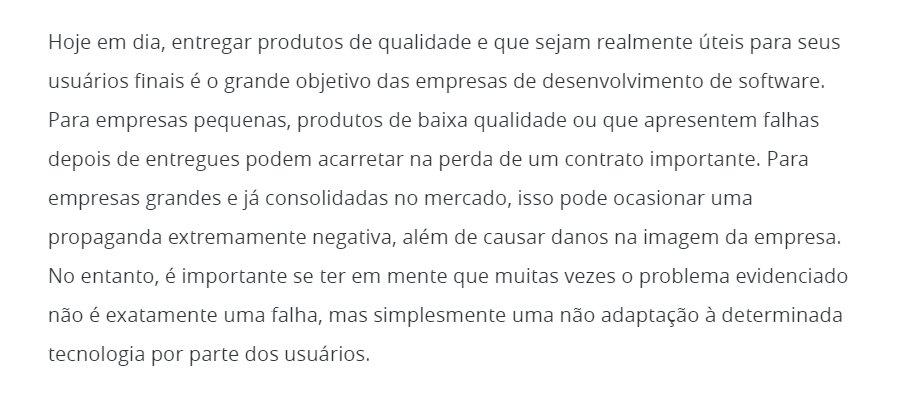 Hoje em dia, entregar produtos de qualidade e que sejam realmente úteis para seus
usuários finais é o grande objetivo das empresas de desenvolvimento de software.
Para empresas pequenas, produtos de baixa qualidade ou que apresentem falhas
depois de entregues podem acarretar na perda de um contrato importante. Para
empresas grandes e já consolidadas no mercado, isso pode ocasionar uma
propaganda extremamente negativa, além de causar danos na imagem da empresa.
No entanto, é importante se ter em mente que muitas vezes o problema evidenciado
não é exatamente uma falha, mas simplesmente uma não adaptação à determinada
tecnologia por parte dos usuários.